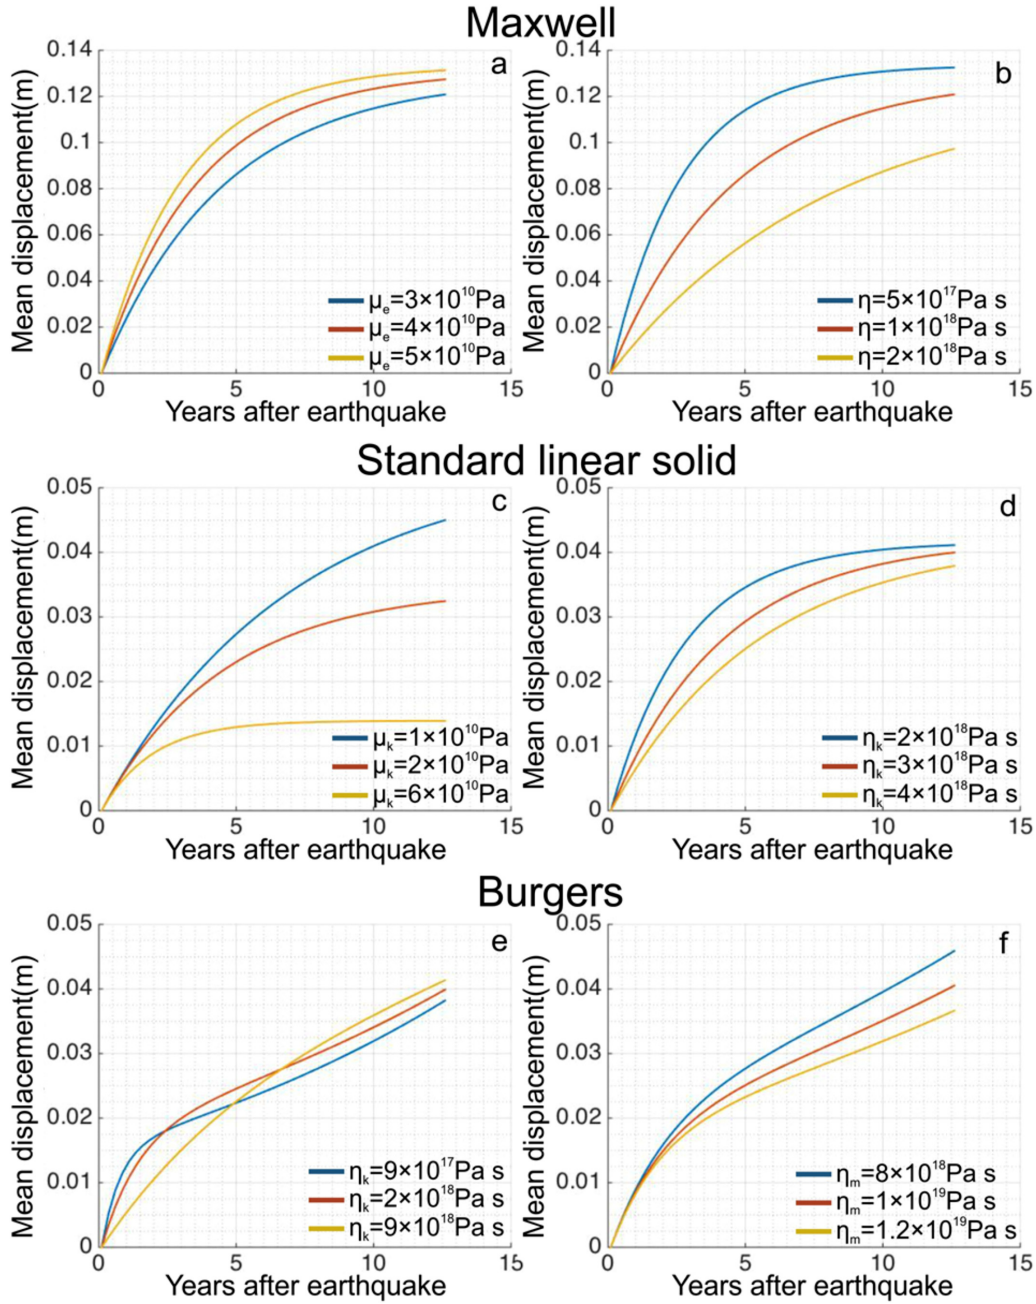 Maxwell
a
Mean displacement(m)
0.14
0.12
0.1
0.08
0.06
0.04
0.02
0
0 5 10 15
Years after earthquake
μₑ=3×10¹⁰Pa
μₑ=4×10¹⁰Pa
μₑ=5×10¹⁰Pa
b
Mean displacement(m)
0.14
0.12
0.1
0.08
0.06
0.04
0.02
0
0 5 10 15
Years after earthquake
η=5×10¹⁷Pa s
η=1×10¹⁸Pa s
η=2×10¹⁸Pa s
Standard linear solid
c
Mean displacement(m)
0.05
0.04
0.03
0.02
0.01
0
0 5 10 15
Years after earthquake
μₖ=1×10¹⁰Pa
μₖ=2×10¹⁰Pa
μₖ=6×10¹⁰Pa
d
Mean displacement(m)
0.05
0.04
0.03
0.02
0.01
0
0 5 10 15
Years after earthquake
ηₖ=2×10¹⁸Pa s
ηₖ=3×10¹⁸Pa s
ηₖ=4×10¹⁸Pa s
Burgers
e
Mean displacement(m)
0.05
0.04
0.03
0.02
0.01
0
0 5 10 15
Years after earthquake
ηₖ=9×10¹⁷Pa s
ηₖ=2×10¹⁸Pa s
ηₖ=9×10¹⁸Pa s
f
Mean displacement(m)
0.05
0.04
0.03
0.02
0.01
0
0 5 10 15
Years after earthquake
ηₘ=8×10¹⁸Pa s
ηₘ=1×10¹⁹Pa s
ηₘ=1.2×10¹⁹Pa s